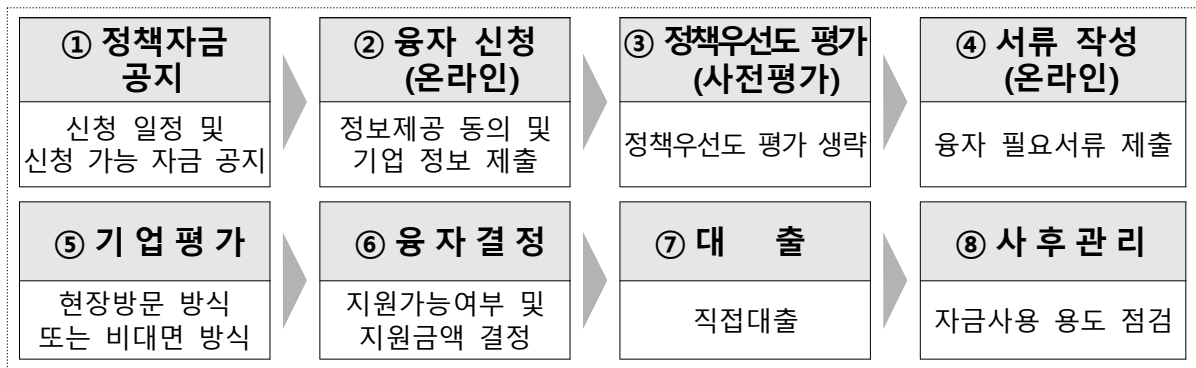 ① 정책자금
공지
신청 일정 및
신청 가능 자금 공지
② 융자 신청
(온라인)
정보제공 동의 및
기업 정보 제출
③ 정책우선도 평가
(사전평가)
정책우선도 평가 생략
④ 서류 작성
(온라인)
융자 필요서류 제출
⑤ 기 업 평 가
현장방문 방식
또는 비대면 방식
⑥ 융 자 결 정
지원가능여부 및
지원금액 결정
⑦ 대 출
직접대출
⑧ 사 후 관 리
자금사용 용도 점검